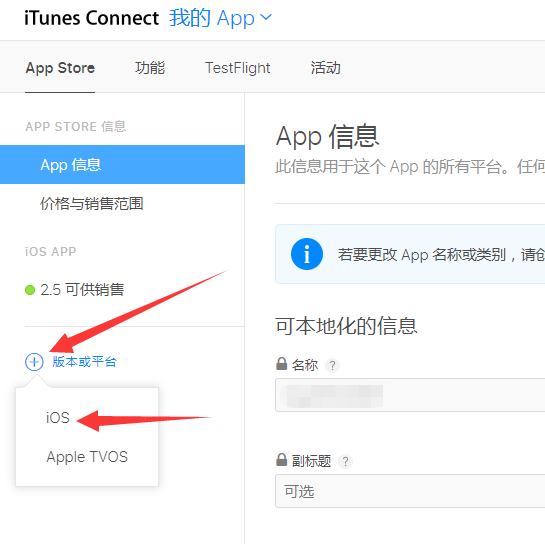 iTunes Connect 我的 App
App Store 功能 TestFlight 活动
APP STORE 信息
App 信息
价格与销售范围
iOS APP
2.5 可供销售
版本或平台
iOS
Apple TVOS
App 信息
此信息用于这个 App 的所有平台。任何
若要更改 App 名称或类别，请创
可本地化的信息
名称 ?
副标题 ?
可选